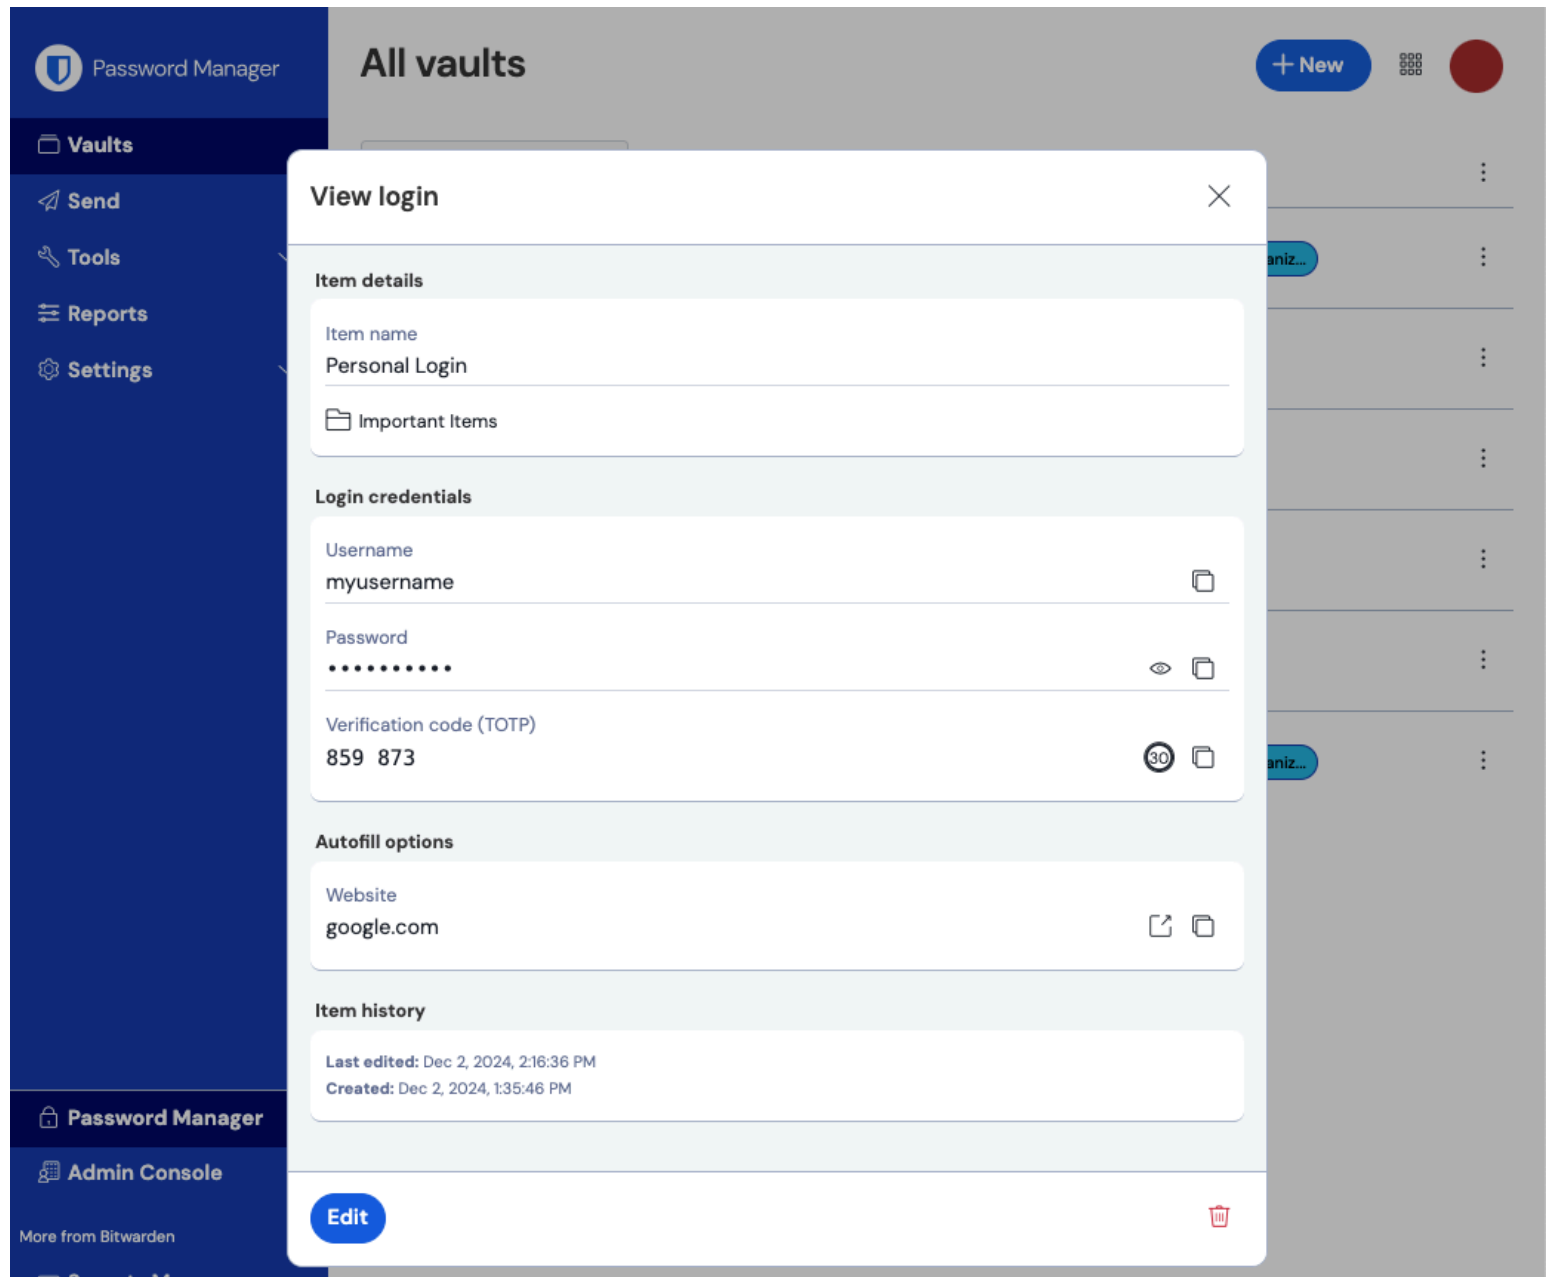 Password Manager
All vaults
New
Vaults
Send
Tools
Reports
Settings
View login
Item details
Item name
Personal Login
Important Items
Login credentials
Username
myusername
Password
••••••••••
Verification code (TOTP)
859 873
30
Autofill options
Website
google.com
Item history
Last edited: Dec 2, 2024, 2:16:36 PM
Created: Dec 2, 2024, 1:35:46 PM
Edit
aniz...
aniz...
Password Manager
Admin Console
More from Bitwarden